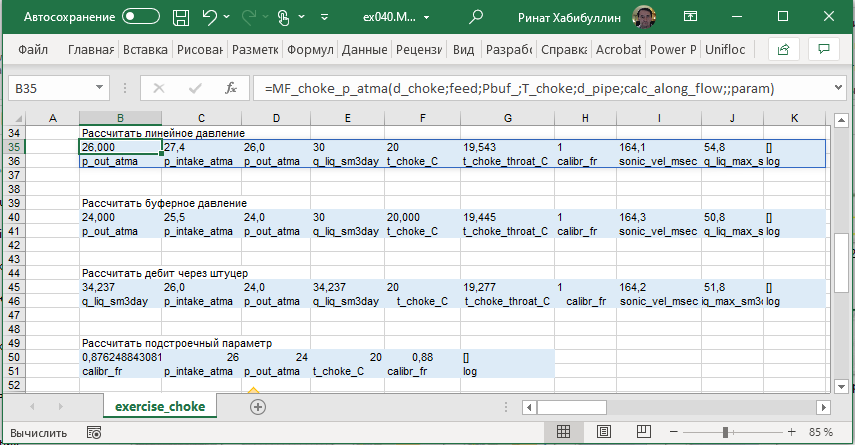 Автосохранение ex040.M... Ринат Хабибуллин
Файл Главная Вставка Рисован Разметк Формул Данные Рецензи Вид Разрабо Справка Acrobat Power P Unifloc
B35 fx =MF_choke_p_atma(d_choke;feed;Pbuf_;T_choke;d_pipe;calc_along_flow;;param)
A B C D E F G H I J K
34 Рассчитать линейное давление
35 26,000 27,4 26,0 30 20 19,543 1 164,1 54,8 []
36 p_out_atma p_intake_atma p_out_atma q_liq_sm3day t_choke_C t_choke_throat_C calibr_fr sonic_vel_msec q_liq_max_s log
37
38
39 Рассчитать буферное давление
40 24,000 25,5 24,0 30 20,000 19,445 1 164,3 50,8 []
41 p_out_atma p_intake_atma p_out_atma q_liq_sm3day t_choke_C t_choke_throat_C calibr_fr sonic_vel_msec q_liq_max_s log
42
43
44 Рассчитать дебит через штуцер
45 34,237 26,0 24,0 34,237 20 19,277 1 164,2 51,8 []
46 q_liq_sm3day p_intake_atma p_out_atma q_liq_sm3day t_choke_C t_choke_throat_C calibr_fr sonic_vel_msec iq_max_sm3 log
47
48
49 Рассчитать подстроечный параметр
50 0,876248843081 26 24 20 0,88 []
51 calibr_fr p_intake_atma p_out_atma t_choke_C calibr_fr log
52
exercise_choke
Вычислить 85 %